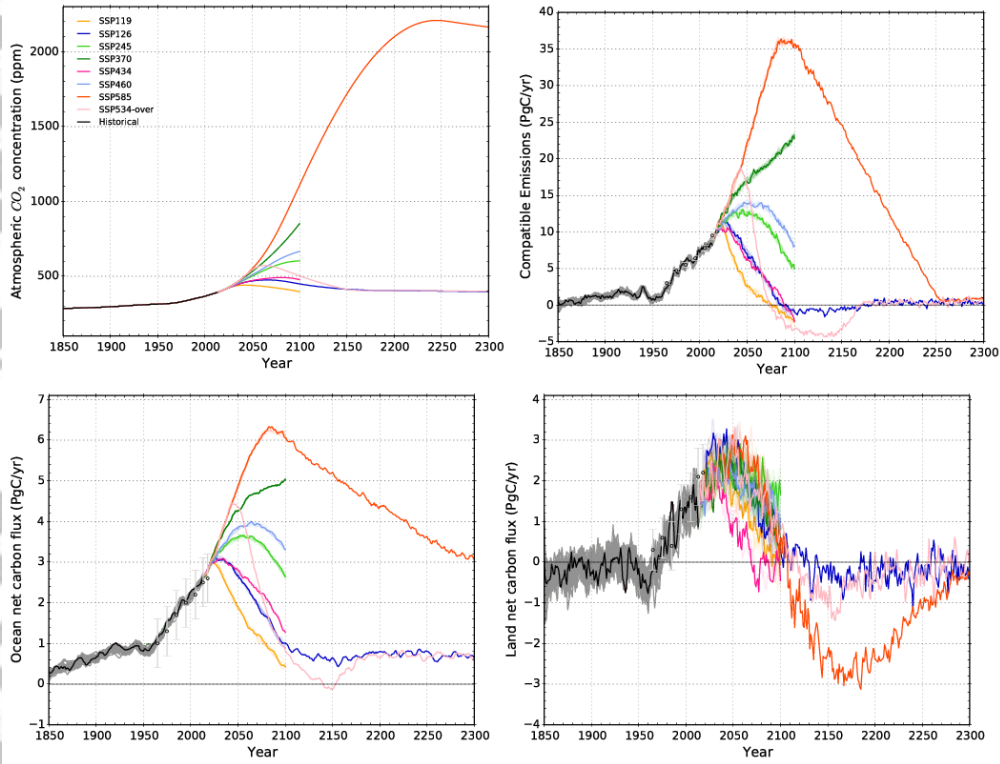 Atmospheric CO2 concentration (ppm)
2000
1500
1000
500
SSP119
SSP126
SSP245
SSP370
SSP434
SSP460
SSP585
SSP534-over
Historical
1850 1900 1950 2000 2050 2100 2150 2200 2250 2300
Year
Compatible Emissions (PgC/yr)
40
35
30
25
20
15
10
5
0
−5
1850 1900 1950 2000 2050 2100 2150 2200 2250 2300
Year
Ocean net carbon flux (PgC/yr)
7
6
5
4
3
2
1
0
−1
1850 1900 1950 2000 2050 2100 2150 2200 2250 2300
Year
Land net carbon flux (PgC/yr)
4
3
2
1
0
−1
−2
−3
−4
1850 1900 1950 2000 2050 2100 2150 2200 2250 2300
Year